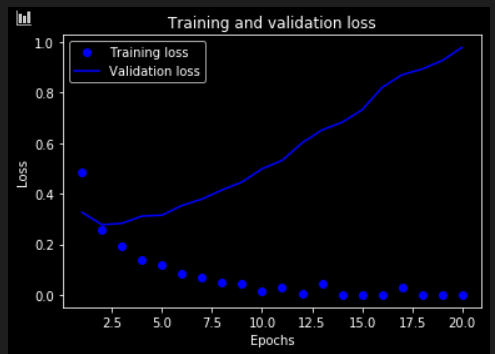 Training and validation loss
Training loss
Validation loss
1.0
0.8
0.6
0.4
0.2
0.0
Loss
2.5 5.0 7.5 10.0 12.5 15.0 17.5 20.0
Epochs